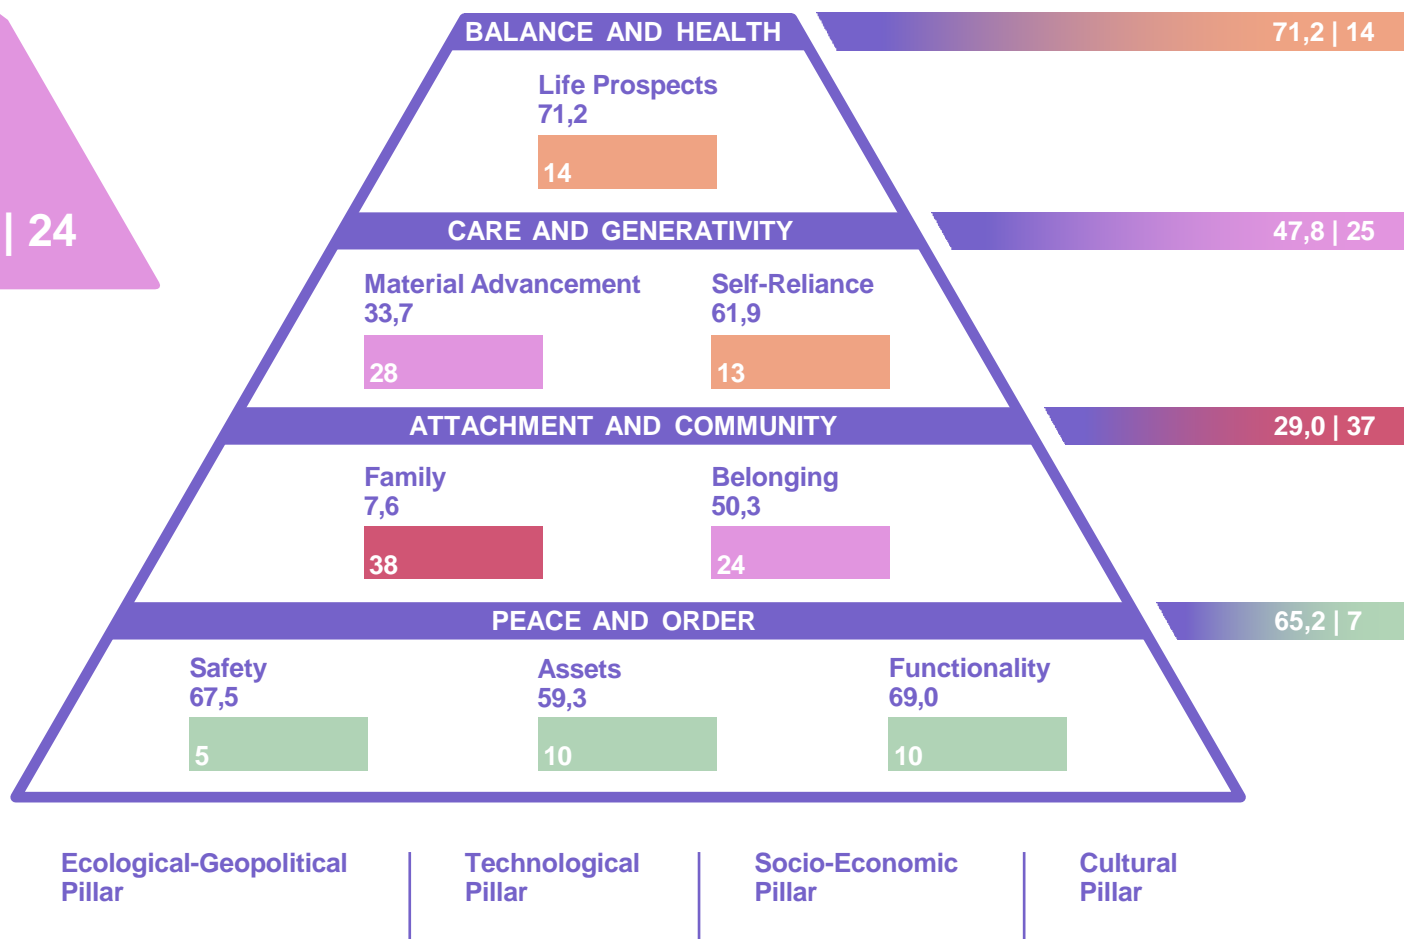 BALANCE AND HEALTH
71,2 | 14
Life Prospects
71,2
14
| 24
CARE AND GENERATIVITY
47,8 | 25
Material Advancement
33,7
28
Self-Reliance
61,9
13
ATTACHMENT AND COMMUNITY
29,0 | 37
Family
7,6
38
Belonging
50,3
24
PEACE AND ORDER
65,2 | 7
Safety
67,5
5
Assets
59,3
10
Functionality
69,0
10
Ecological-Geopolitical
Pillar
Technological
Pillar
Socio-Economic
Pillar
Cultural
Pillar